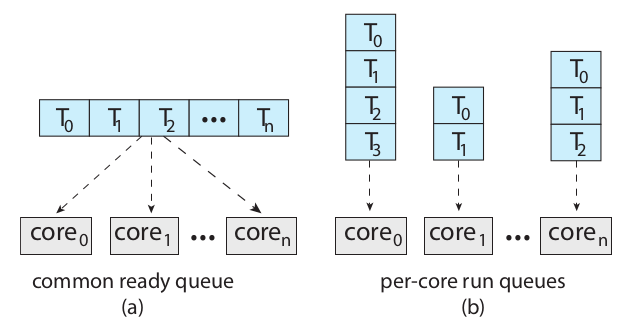 T0 T1 T2 ••• Tn
core0 core1 ••• coren
common ready queue
(a)
T0
T1
T2
T3
T0
T1
T0
T1
T2
core0 core1 ••• coren
per-core run queues
(b)